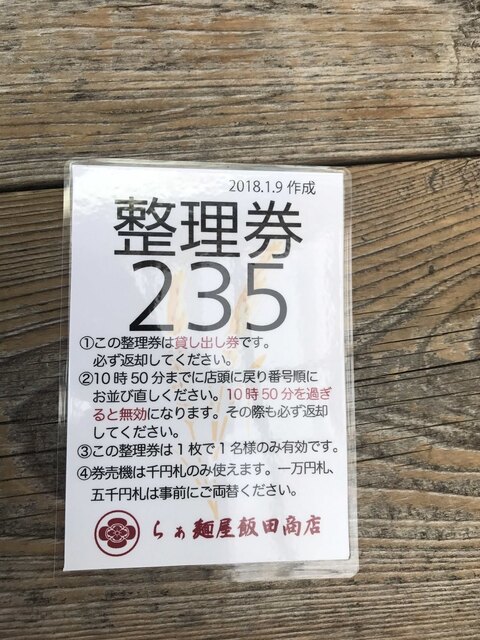 2018.1.9 作成
整理券
235
①この整理券は貸し出し券です。
必ず返却してください。
②10時50分までに店頭に戻り番号順に
お並び直しください。10時50分を過ぎ
ると無効になります。その際も必ず返却
してください。
③この整理券は1枚で1名様のみ有効です。
④券売機は千円札のみ使えます。一万円札、
五千円札は事前にご両替ください。
らぁ麺屋飯田商店